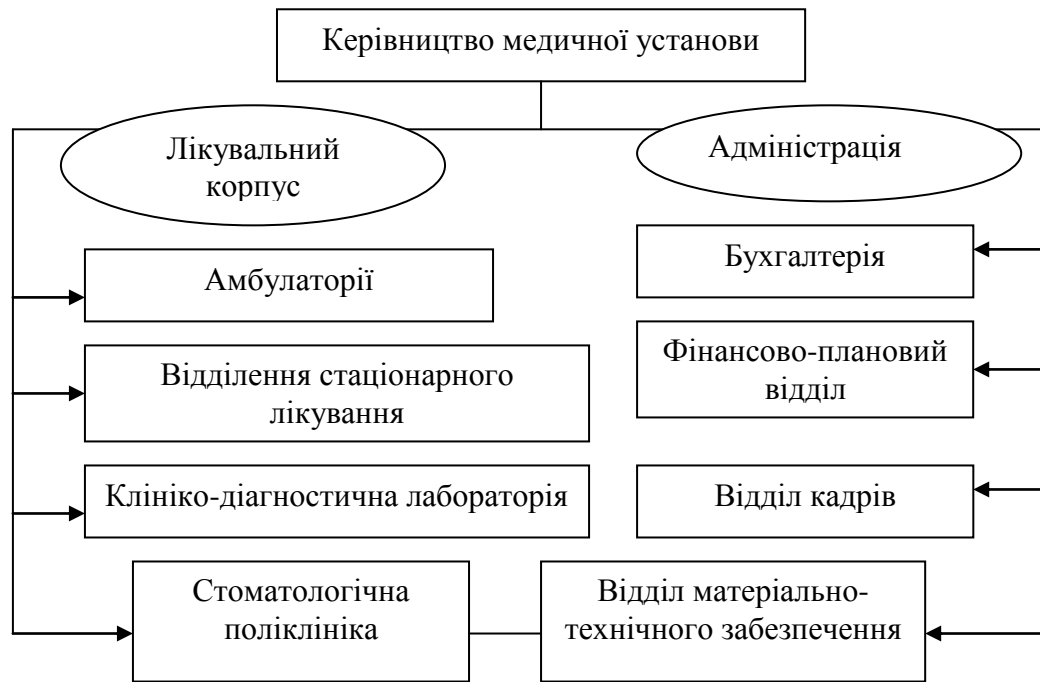 Керівництво медичної установи
Лікувальний
корпус
Адміністрація
Амбулаторії
Бухгалтерія
Відділення стаціонарного
лікування
Фінансово-плановий
відділ
Клініко-діагностична лабораторія
Відділ кадрів
Стоматологічна
поліклініка
Відділ матеріально-
технічного забезпечення